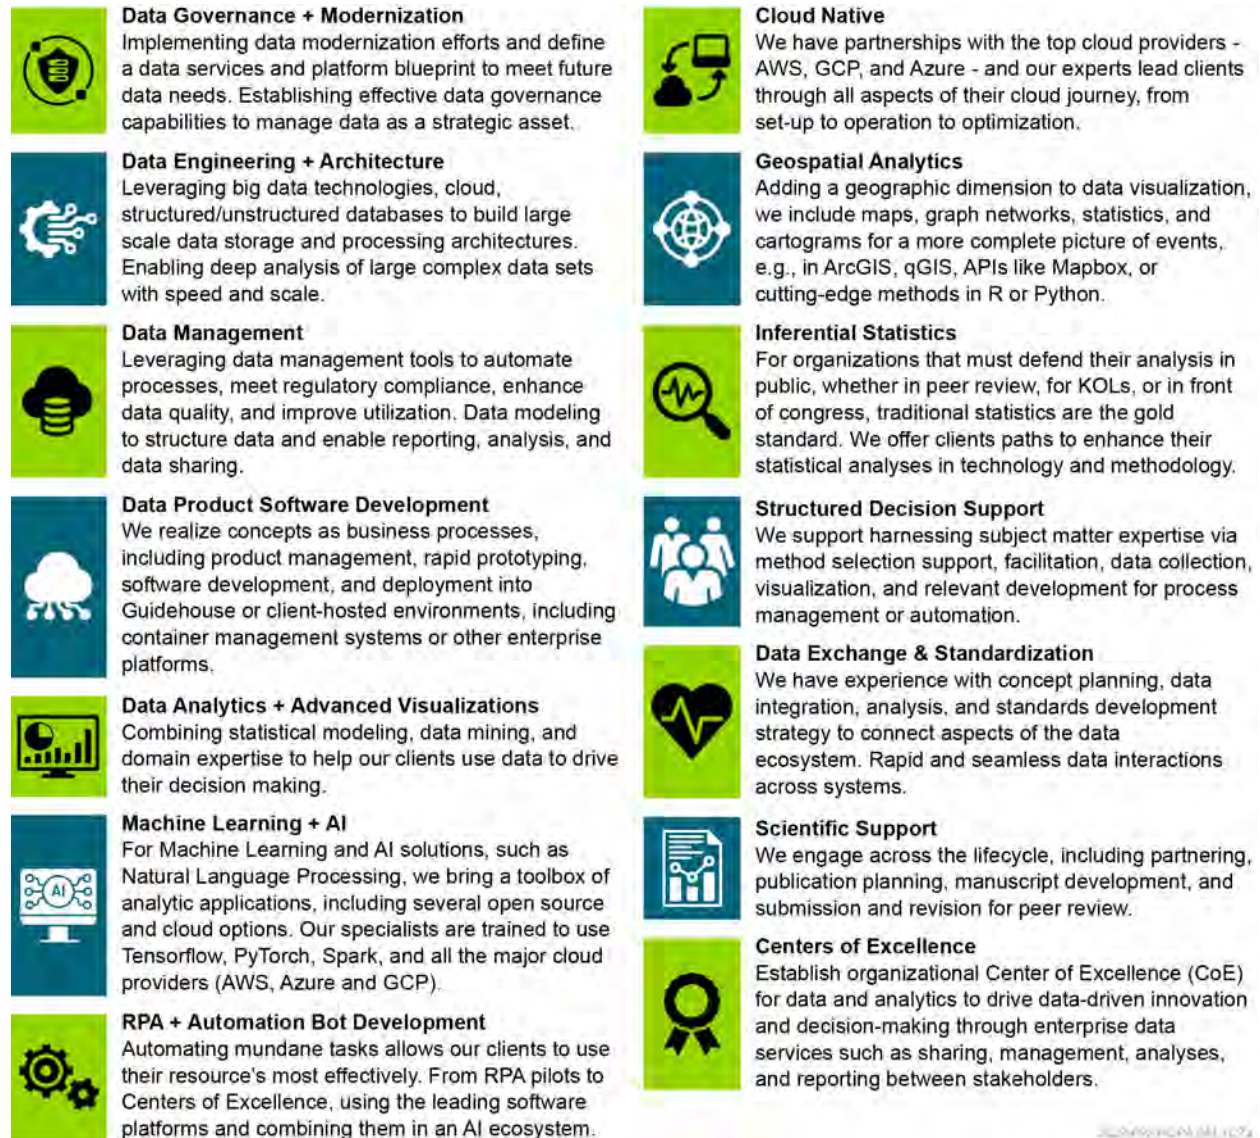 Data Governance + Modernization
Implementing data modernization efforts and define
a data services and platform blueprint to meet future
data needs. Establishing effective data governance
capabilities to manage data as a strategic asset.
Data Engineering + Architecture
Leveraging big data technologies, cloud,
structured/unstructured databases to build large
scale data storage and processing architectures.
Enabling deep analysis of large complex data sets
with speed and scale.
Data Management
Leveraging data management tools to automate
processes, meet regulatory compliance, enhance
data quality, and improve utilization. Data modeling
to structure data and enable reporting, analysis, and
data sharing.
Data Product Software Development
We realize concepts as business processes,
including product management, rapid prototyping,
software development, and deployment into
Guidehouse or client-hosted environments, including
container management systems or other enterprise
platforms.
Data Analytics + Advanced Visualizations
Combining statistical modeling, data mining, and
domain expertise to help our clients use data to drive
their decision making.
Machine Learning + AI
AI
For Machine Learning and AI solutions, such as
Natural Language Processing, we bring a toolbox of
analytic applications, including several open source
and cloud options. Our specialists are trained to use
Tensorflow, PyTorch, Spark, and all the major cloud
providers (AWS, Azure and GCP).
RPA + Automation Bot Development
Automating mundane tasks allows our clients to use
their resource's most effectively. From RPA pilots to
Centers of Excellence, using the leading software
platforms and combining them in an AI ecosystem.
Cloud Native
We have partnerships with the top cloud providers -
AWS, GCP, and Azure - and our experts lead clients
through all aspects of their cloud journey, from
set-up to operation to optimization.
Geospatial Analytics
Adding a geographic dimension to data visualization,
we include maps, graph networks, statistics, and
cartograms for a more complete picture of events,
e.g., in ArcGIS, qGIS, APIs like Mapbox, or
cutting-edge methods in R or Python.
Inferential Statistics
For organizations that must defend their analysis in
public, whether in peer review, for KOLs, or in front
of congress, traditional statistics are the gold
standard. We offer clients paths to enhance their
statistical analyses in technology and methodology.
Structured Decision Support
We support harnessing subject matter expertise via
method selection support, facilitation, data collection,
visualization, and relevant development for process
management or automation.
Data Exchange & Standardization
We have experience with concept planning, data
integration, analysis, and standards development
strategy to connect aspects of the data
ecosystem. Rapid and seamless data interactions
across systems.
Scientific Support
We engage across the lifecycle, including partnering,
publication planning, manuscript development, and
submission and revision for peer review.
Centers of Excellence
Establish organizational Center of Excellence (CoE)
for data and analytics to drive data-driven innovation
and decision-making through enterprise data
services such as sharing, management, analyses,
and reporting between stakeholders.